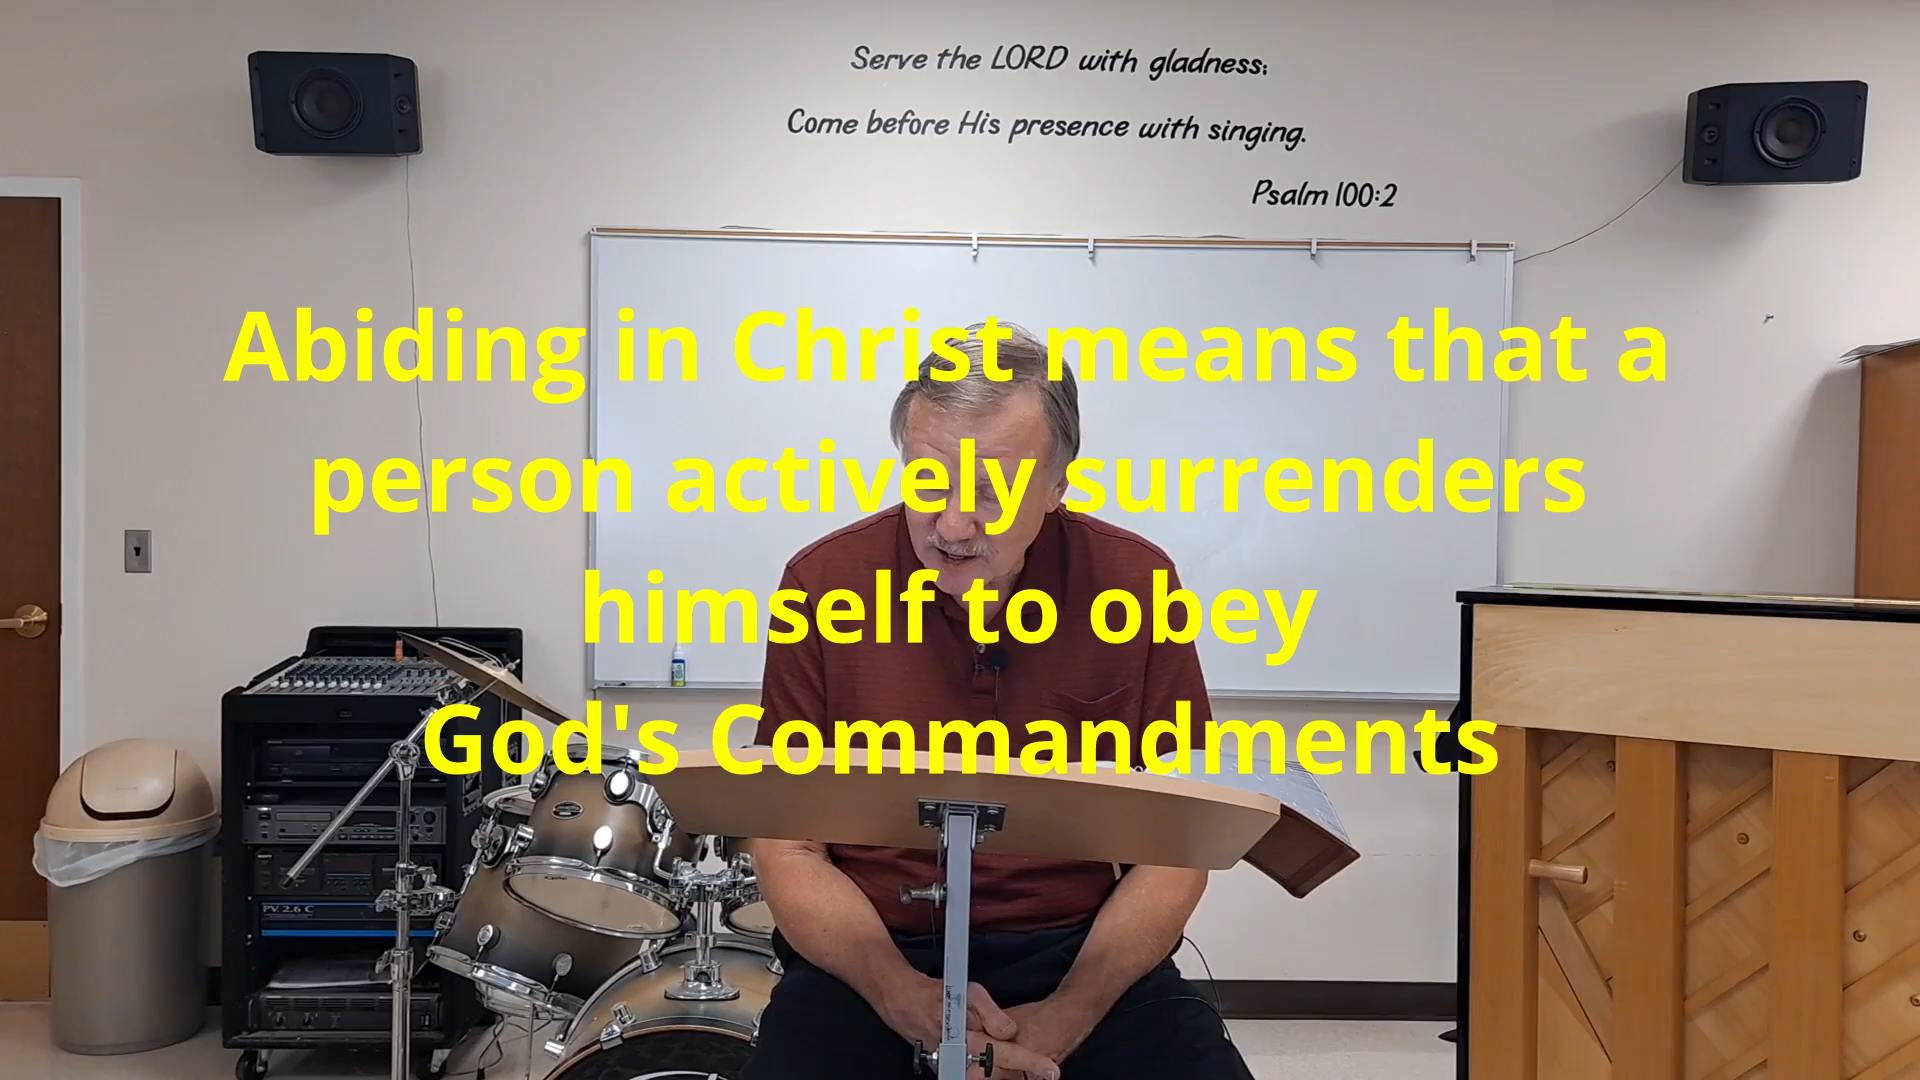 Serve the LORD with gladness;
Come before His presence with singing.
Psalm 100:2
Abiding in Christ means that a
person actively surrenders
himself to obey
God's Commandments
PV 2.6 C